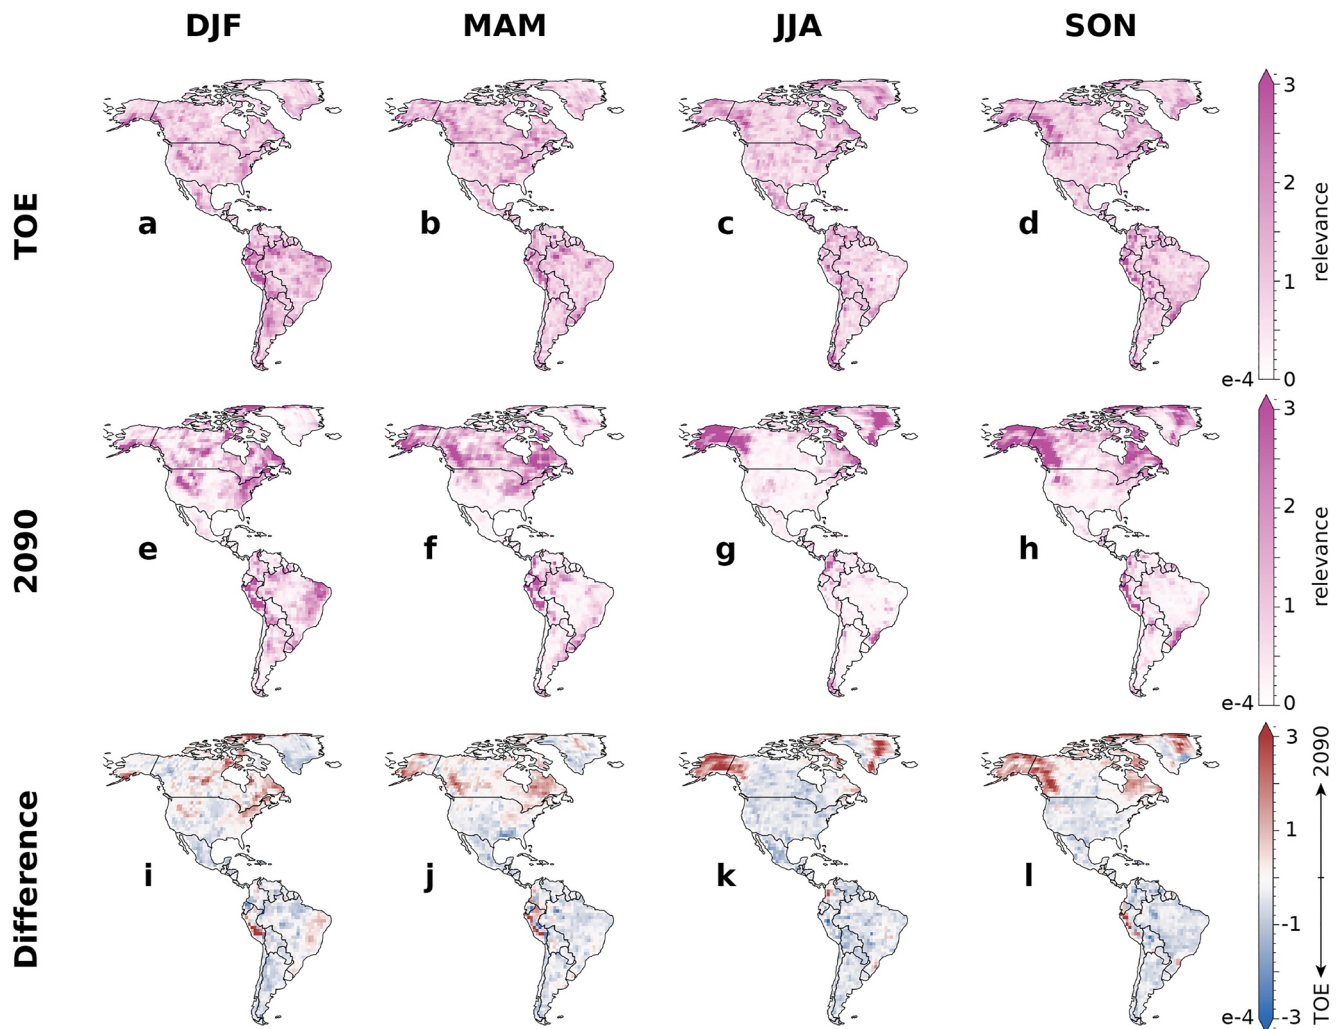 DJF MAM JJA SON
TOE
a b c d
3
2
1
0
e-4
relevance
2090
e f g h
3
2
1
0
e-4
relevance
Difference
i j k l
3
1
-1
-3
e-4
TOE 2090